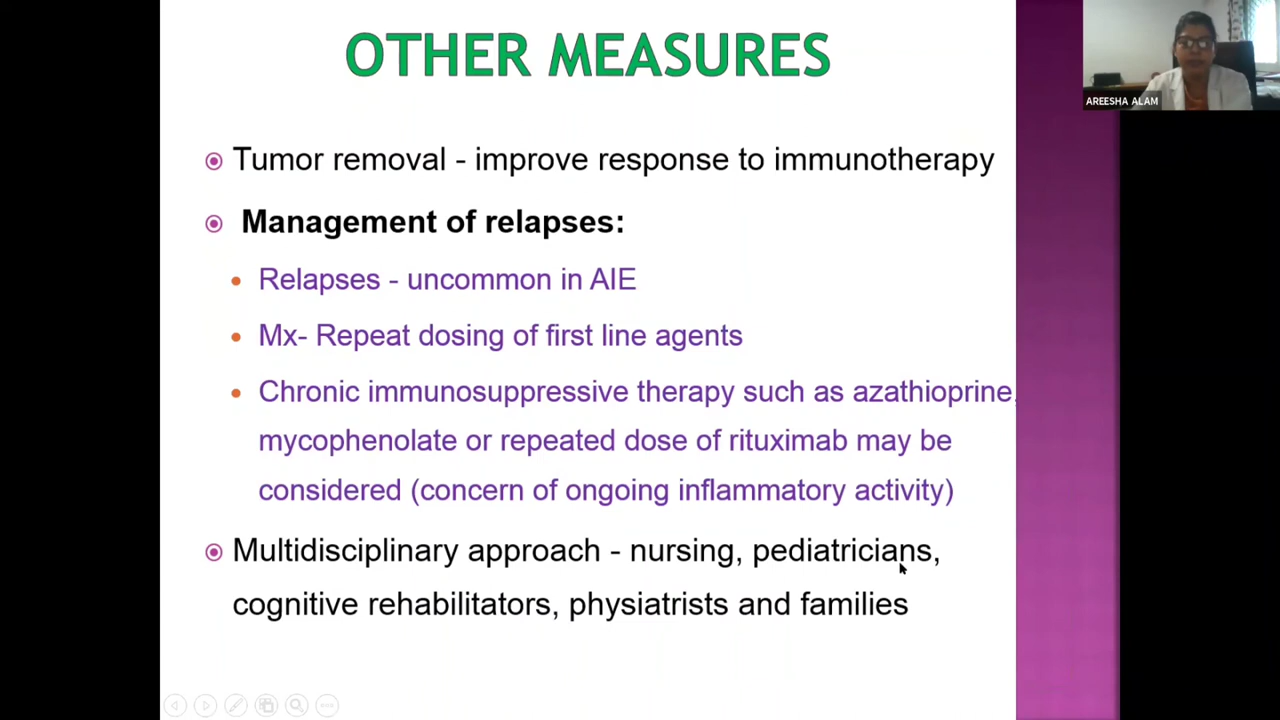 OTHER MEASURES
AREESHA ALAM
Tumor removal - improve response to immunotherapy
Management of relapses:
Relapses - uncommon in AIE
Mx- Repeat dosing of first line agents
Chronic immunosuppressive therapy such as azathioprine,
mycophenolate or repeated dose of rituximab may be
considered (concern of ongoing inflammatory activity)
Multidisciplinary approach - nursing, pediatricians,
cognitive rehabilitators, physiatrists and families